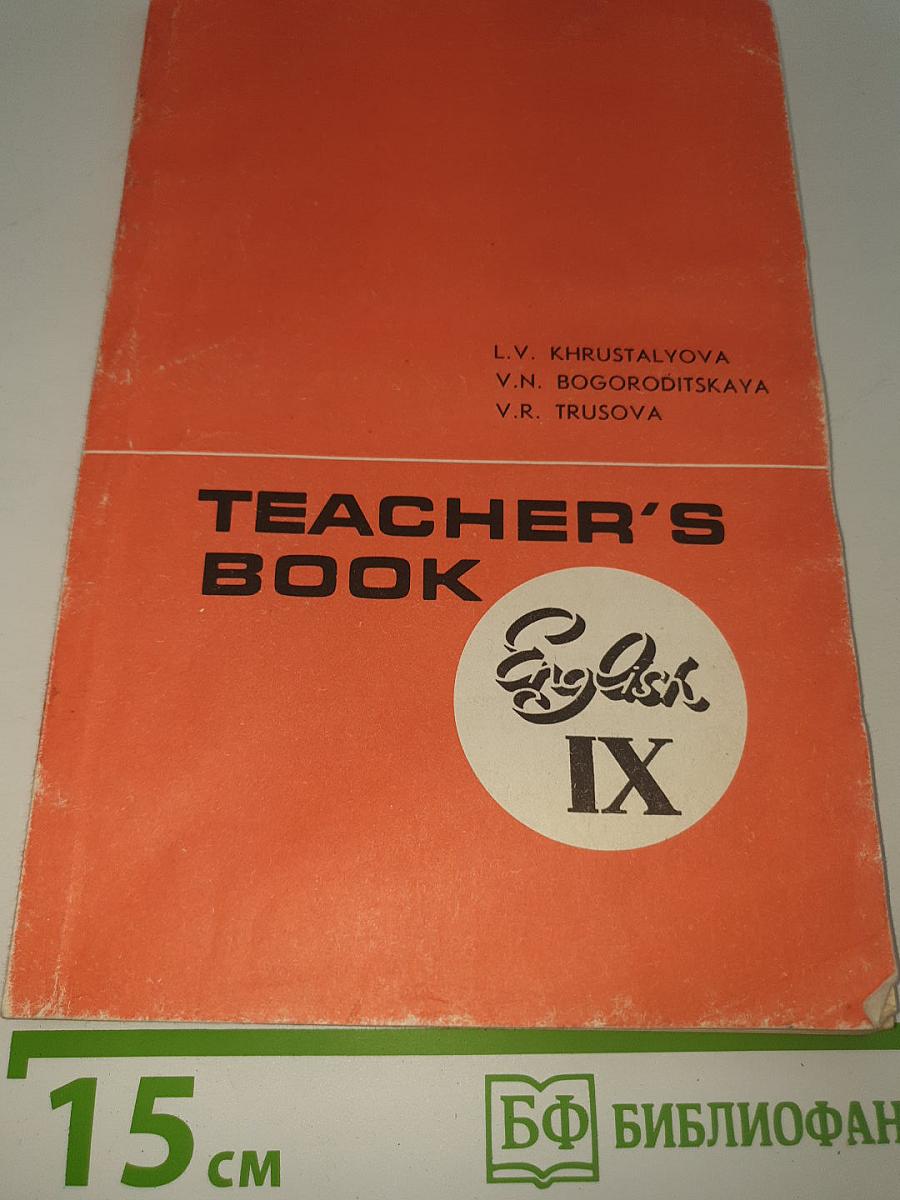 L.V. KHRUSTALYOVA
V.N. BOGORODITSKAYA
V.R. TRUSOVA
TEACHER'S
BOOK
English
IX
15 см
БФ БИБЛИОФАН